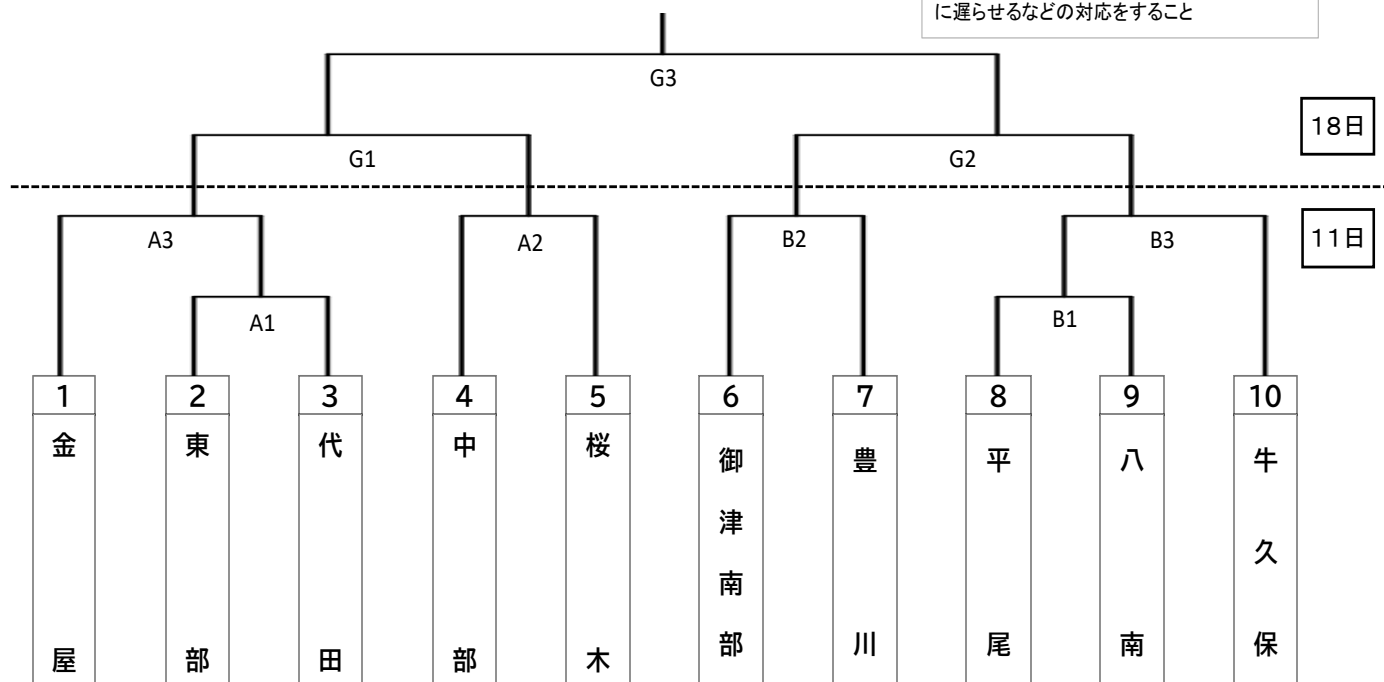 に遅らせるなどの対応をすること
G3
18日
G1
G2
A3
A2
B2
B3
11日
A1
B1
1
2
3
4
5
6
7
8
9
10
金屋
東部
代田
中部
桜木
御津南部
豊川
平尾
八南
牛久保